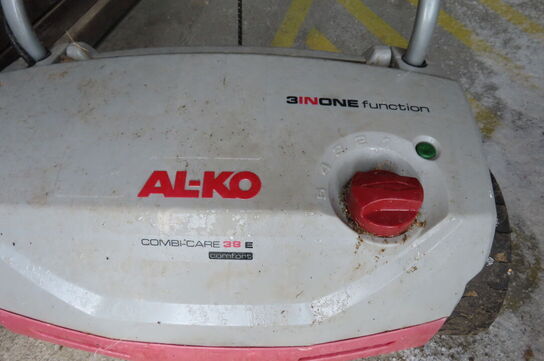 3INONE function
AL-KO
COMBI-CARE 38 E
comfort